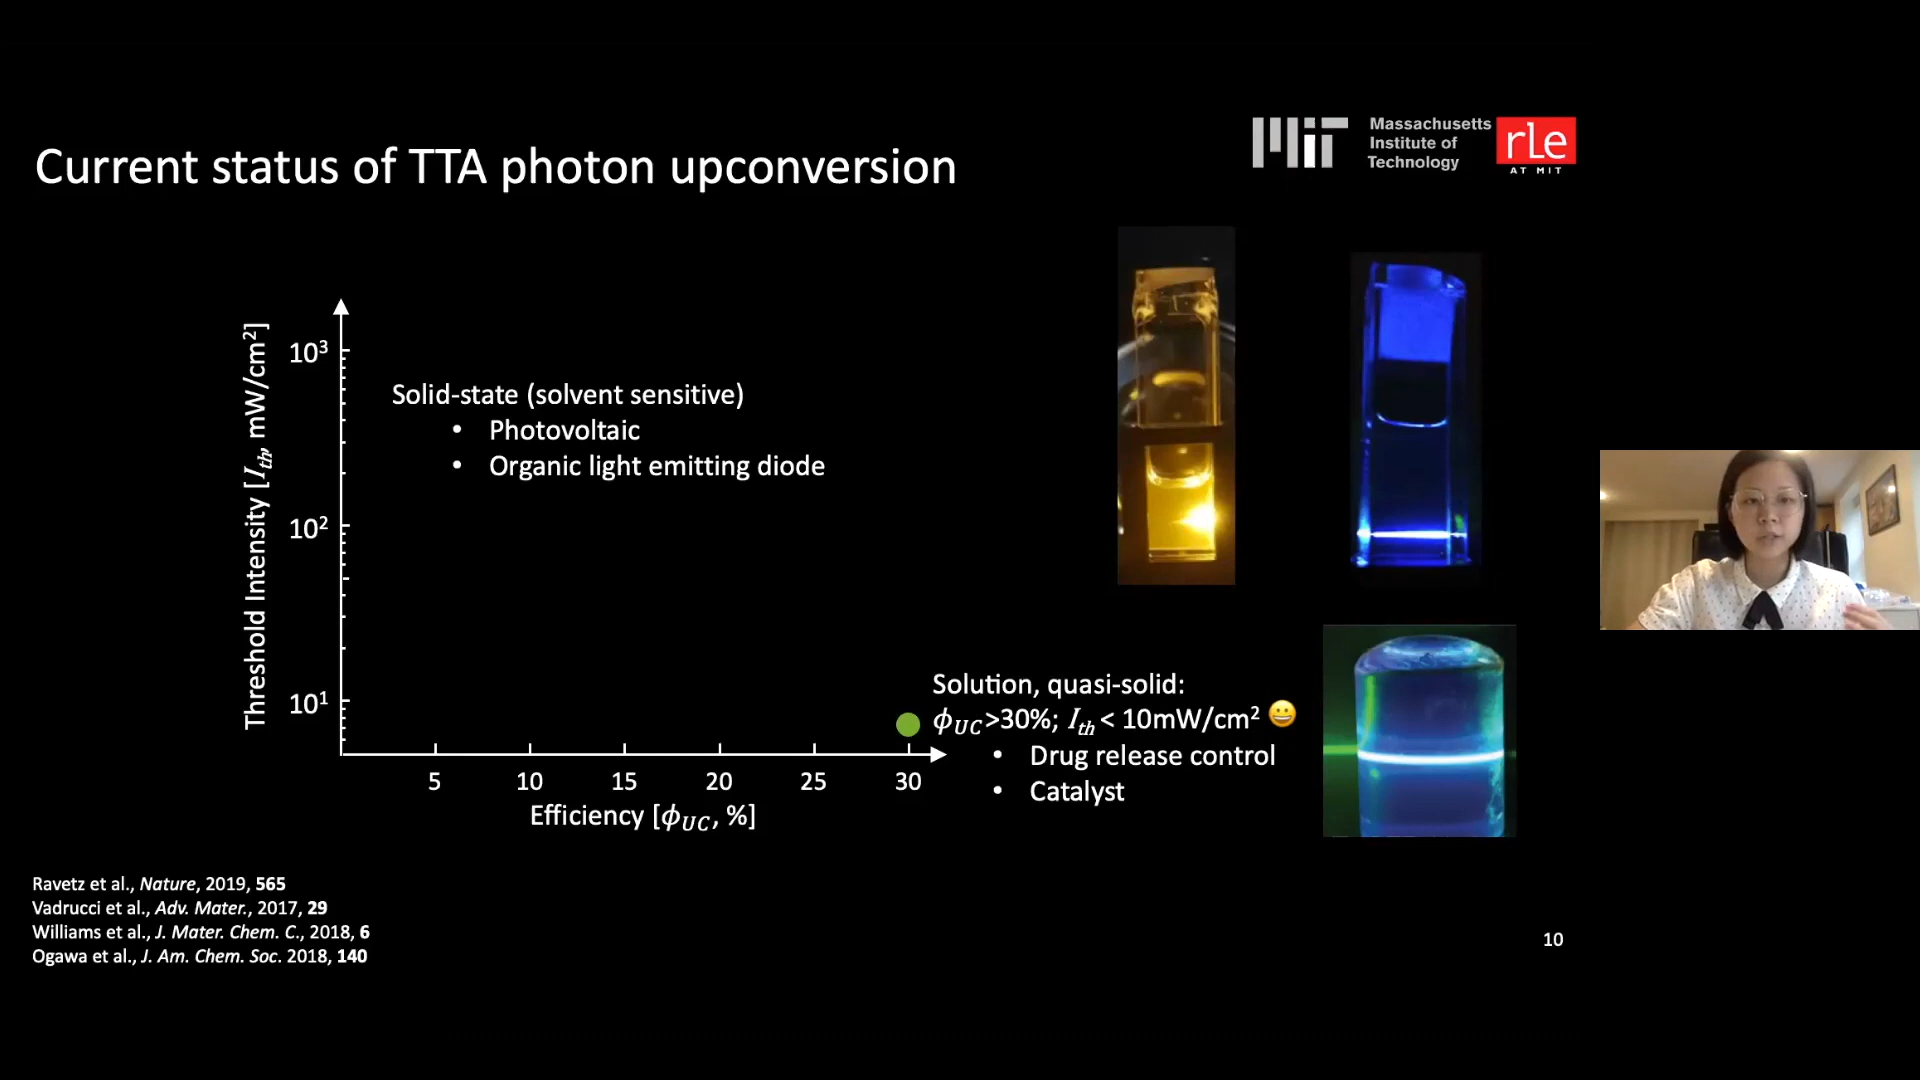 Current status of TTA photon upconversion
Massachusetts
Institute of
Technology
rle
AT MIT
Threshold Intensity [I_th, mW/cm²]
10³
10²
10¹
Solid-state (solvent sensitive)
• Photovoltaic
• Organic light emitting diode
Solution, quasi-solid:
ϕ_UC>30%; I_th < 10mW/cm² 😀
• Drug release control
• Catalyst
5 10 15 20 25 30
Efficiency [ϕ_UC, %]
Ravetz et al., Nature, 2019, 565
Vadrucci et al., Adv. Mater., 2017, 29
Williams et al., J. Mater. Chem. C., 2018, 6
Ogawa et al., J. Am. Chem. Soc. 2018, 140
10